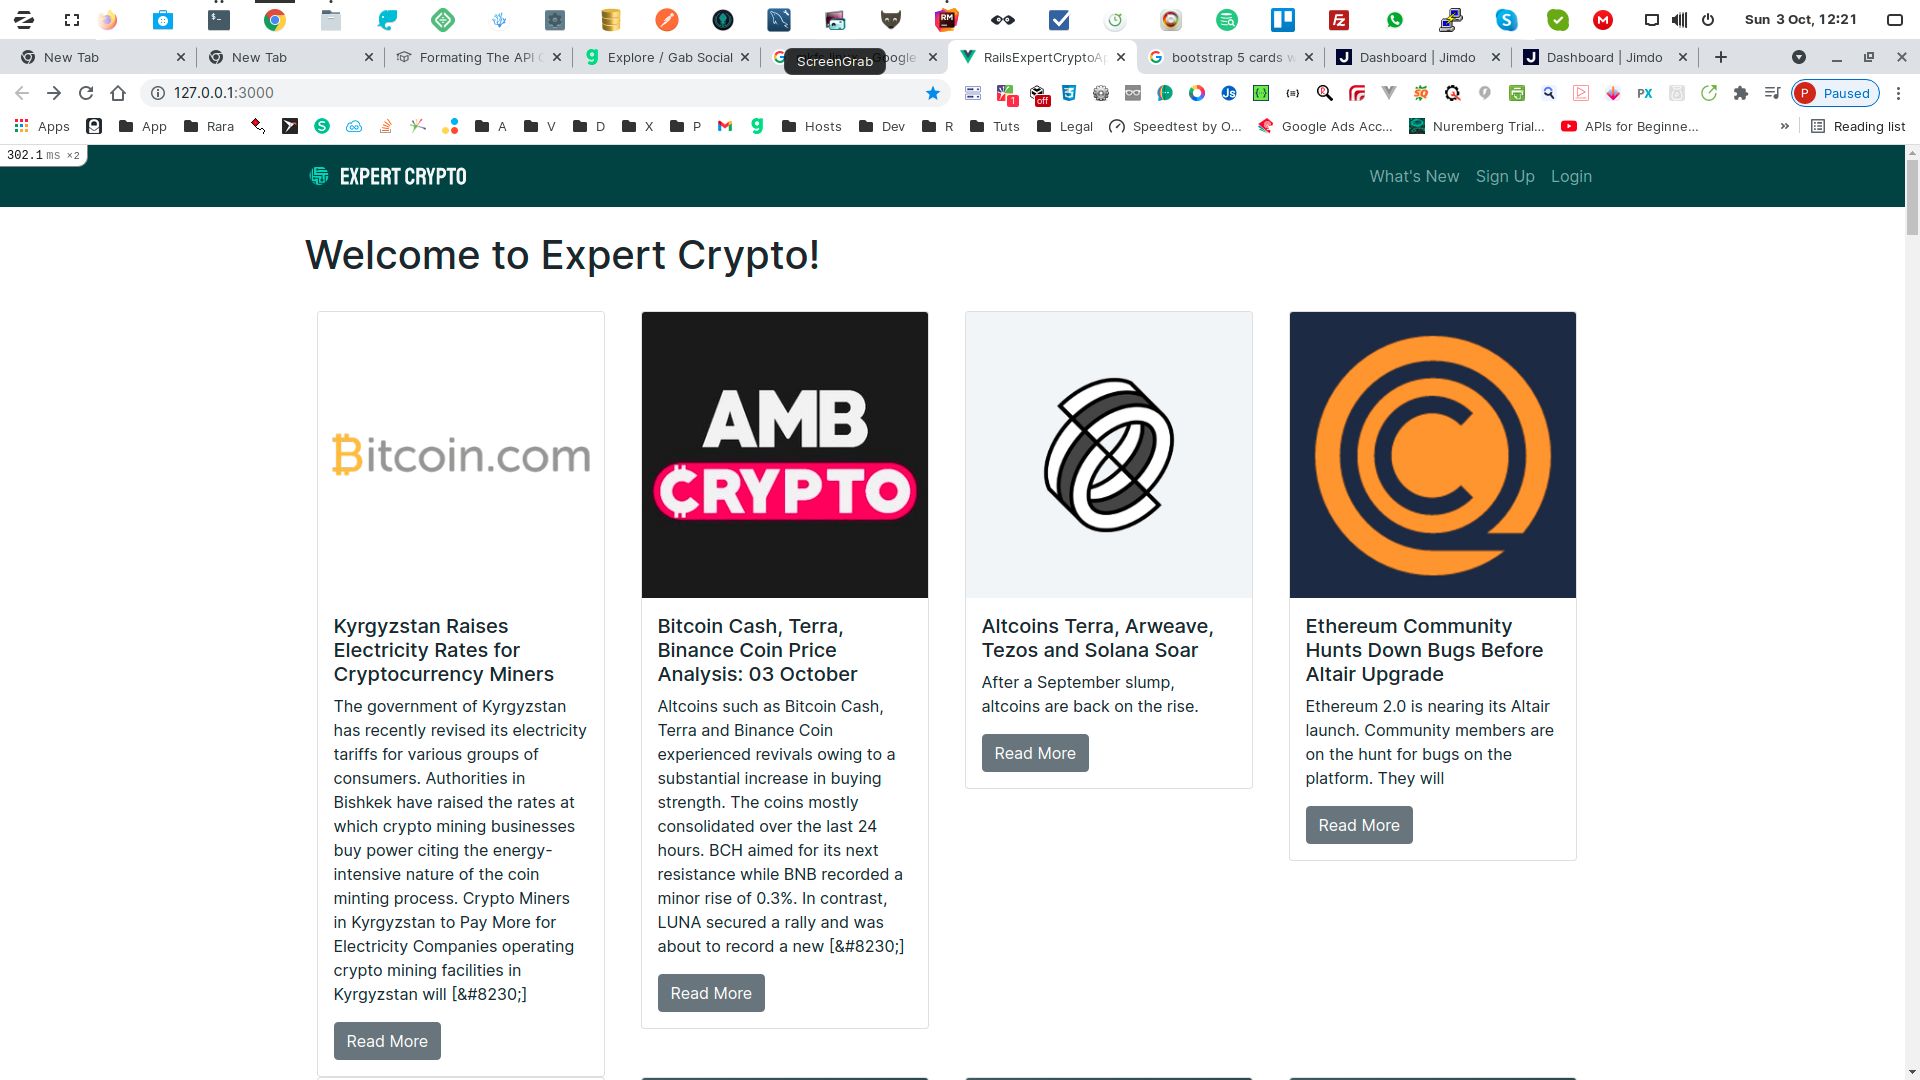 Sun 3 Oct, 12:21
New Tab
New Tab
Formating The API
Explore / Gab Social
Google
RailsExpertCryptoAp
bootstrap 5 cards w
Dashboard | Jimdo
Dashboard | Jimdo
ScreenGrab
127.0.0.1:3000
1
off
PX
P Paused
Apps
App
Rara
A
V
D
X
P
Hosts
Dev
R
Tuts
Legal
Speedtest by O...
Google Ads Acc...
Nuremberg Trial...
APIs for Beginne...
»
Reading list
302.1 ms ×2
EXPERT CRYPTO
What's New
Sign Up
Login
Welcome to Expert Crypto!
Bitcoin.com
Kyrgyzstan Raises
Electricity Rates for
Cryptocurrency Miners
The government of Kyrgyzstan
has recently revised its electricity
tariffs for various groups of
consumers. Authorities in
Bishkek have raised the rates at
which crypto mining businesses
buy power citing the energy-
intensive nature of the coin
minting process. Crypto Miners
in Kyrgyzstan to Pay More for
Electricity Companies operating
crypto mining facilities in
Kyrgyzstan will [&#8230;]
Read More
AMB
CRYPTO
Bitcoin Cash, Terra,
Binance Coin Price
Analysis: 03 October
Altcoins such as Bitcoin Cash,
Terra and Binance Coin
experienced revivals owing to a
substantial increase in buying
strength. The coins mostly
consolidated over the last 24
hours. BCH aimed for its next
resistance while BNB recorded a
minor rise of 0.3%. In contrast,
LUNA secured a rally and was
about to record a new [&#8230;]
Read More
Altcoins Terra, Arweave,
Tezos and Solana Soar
After a September slump,
altcoins are back on the rise.
Read More
Ethereum Community
Hunts Down Bugs Before
Altair Upgrade
Ethereum 2.0 is nearing its Altair
launch. Community members are
on the hunt for bugs on the
platform. They will
Read More